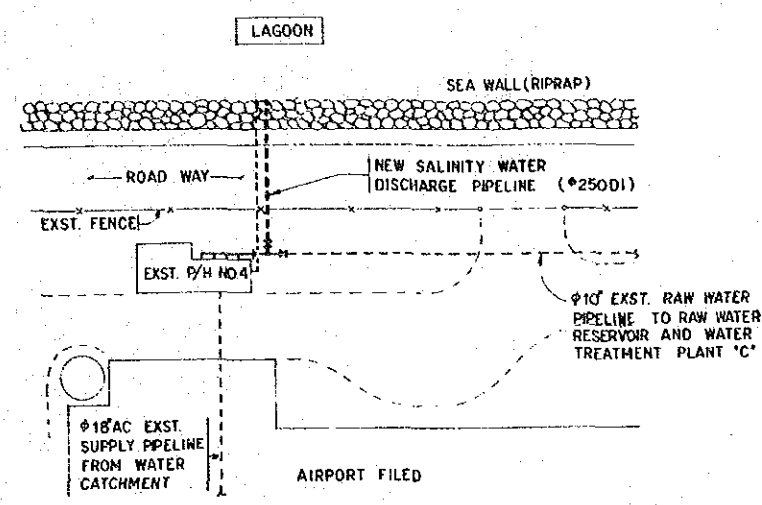 LAGOON
SEA WALL (RIPRAP)
ROAD WAY
NEW SALINITY WATER
DISCHARGE PIPELINE (φ250DI)
EXST. FENCE
EXST. P/H NO.4
φ10" EXST. RAW WATER
PIPELINE TO RAW WATER
RESERVOIR AND WATER
TREATMENT PLANT "C"
φ18"AC EXST.
SUPPLY PIPELINE
FROM WATER
CATCHMENT
AIRPORT FILED